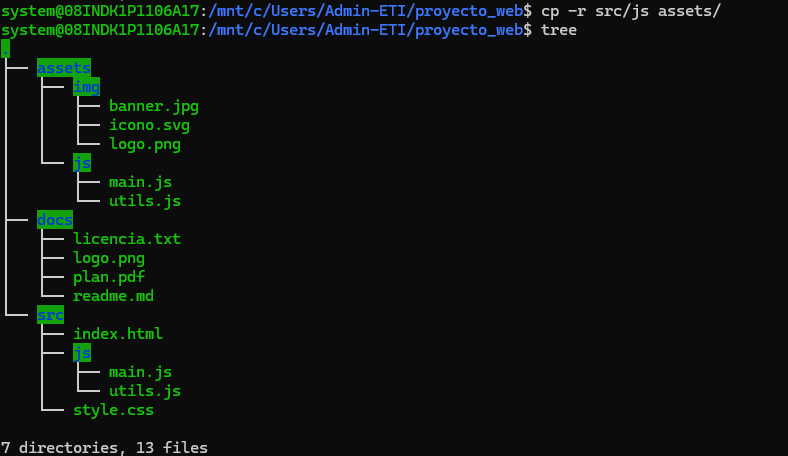 system@08INDK1P1106A17:/mnt/c/Users/Admin-ETI/proyecto_web$ cp -r src/js assets/
system@08INDK1P1106A17:/mnt/c/Users/Admin-ETI/proyecto_web$ tree
.
├── assets
│   ├── img
│   │   ├── banner.jpg
│   │   ├── icono.svg
│   │   └── logo.png
│   └── js
│       ├── main.js
│       └── utils.js
├── docs
│   ├── licencia.txt
│   ├── logo.png
│   ├── plan.pdf
│   └── readme.md
└── src
    ├── index.html
    ├── js
    │   ├── main.js
    │   └── utils.js
    └── style.css
7 directories, 13 files